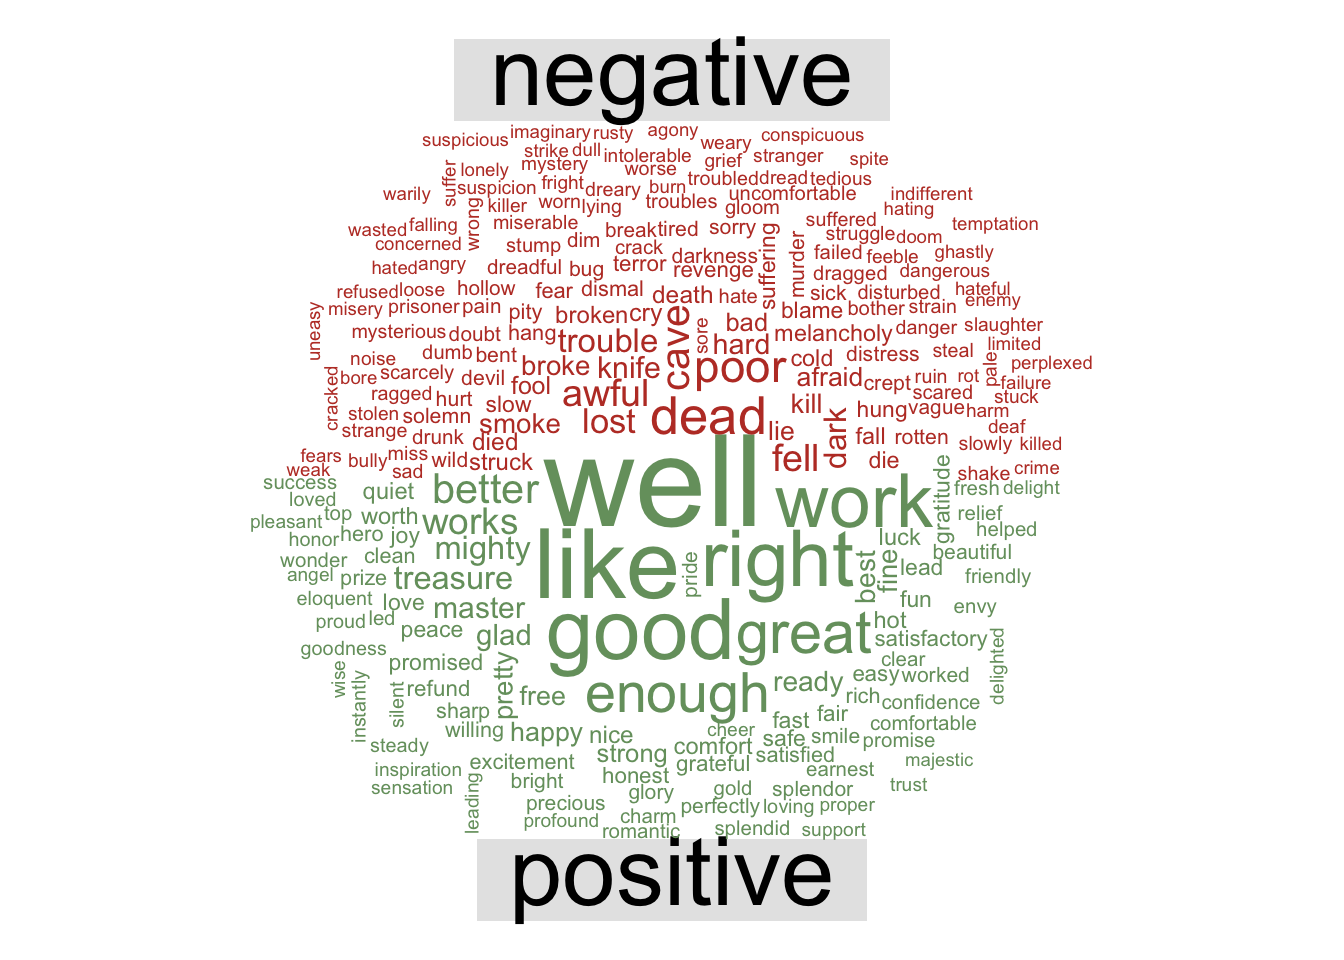 negative
suspicious imaginary rusty agony weary conspicuous
strike dull intolerable grief stranger spite
suffer lonely mystery worse troubled dread tedious
warily suspicion fright dreary burn uncomfortable indifferent
killer worn lying troubles gloom suffered hating
wasted falling wrong miserable break tired sorry struggle doom temptation
concerned stump dim crack darkness suffering murder failed feeble ghastly
hated angry dreadful bug terror revenge dragged dangerous
refused loose hollow fear dismal death hate sick disturbed hateful
uneasy misery prisoner pain pity broken cry cave sore bad blame bother strain enemy
mysterious doubt hang trouble hard melancholy danger slaughter
noise dumb bent broke knife poor cold distress steal pale limited perplexed
bore scarcely devil fool awful afraid crept ruin rot failure
cracked ragged hurt slow lost dead kill dark hung vague scared harm stuck
stolen solemn smoke lie deaf
strange drunk died fell fall rotten slowly killed
fears bully miss wild struck die
weak sad shake crime
success quiet better well work gratitude fresh delight
loved
pleasant top worth works relief
honor hero joy mighty like right luck helped
wonder clean pride best fine beautiful
angel prize treasure lead friendly
eloquent love master good great fun envy
proud led peace glad hot
goodness satisfactory
wise promised pretty clear delighted
instantly silent refund free enough ready easy worked
sharp rich confidence
willing happy nice cheer fast fair comfortable
steady strong comfort safe smile promise
inspiration excitement grateful satisfied majestic
sensation bright honest earnest
leading precious glory gold splendor trust
profound charm perfectly loving proper
romantic splendid support
positive